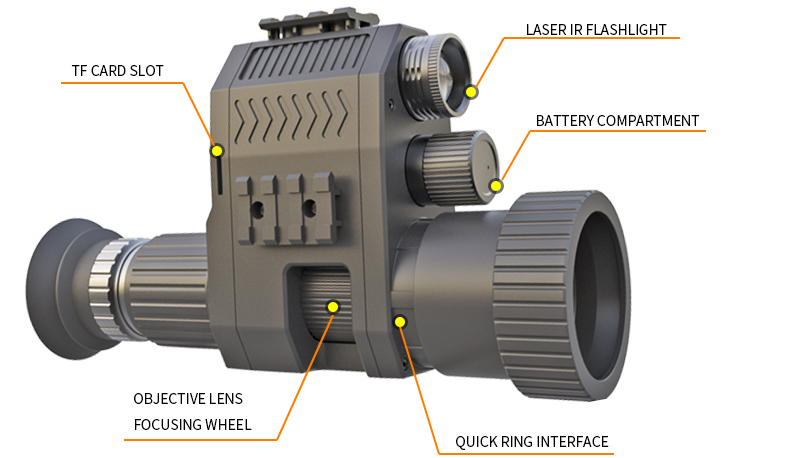 LASER IR FLASHLIGHT
TF CARD SLOT
BATTERY COMPARTMENT
OBJECTIVE LENS
FOCUSING WHEEL
QUICK RING INTERFACE